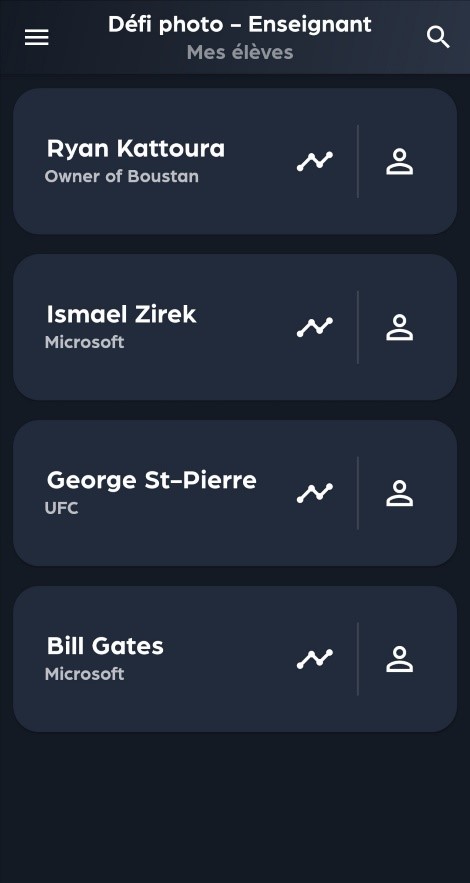 Défi photo - Enseignant
Mes élèves
Ryan Kattoura
Owner of Boustan
Ismael Zirek
Microsoft
George St-Pierre
UFC
Bill Gates
Microsoft